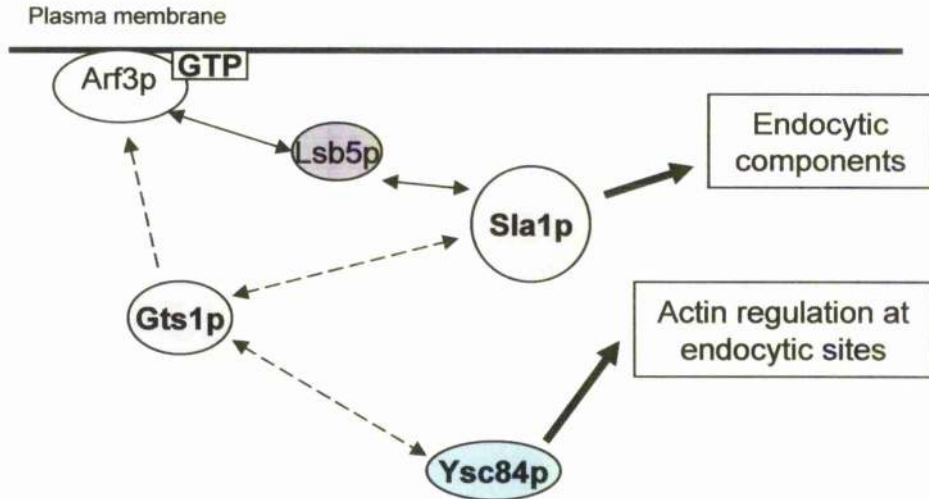 Plasma membrane
Arf3p
GTP
Lsb5p
Endocytic
components
Sla1p
Gts1p
Actin regulation at
endocytic sites
Ysc84p